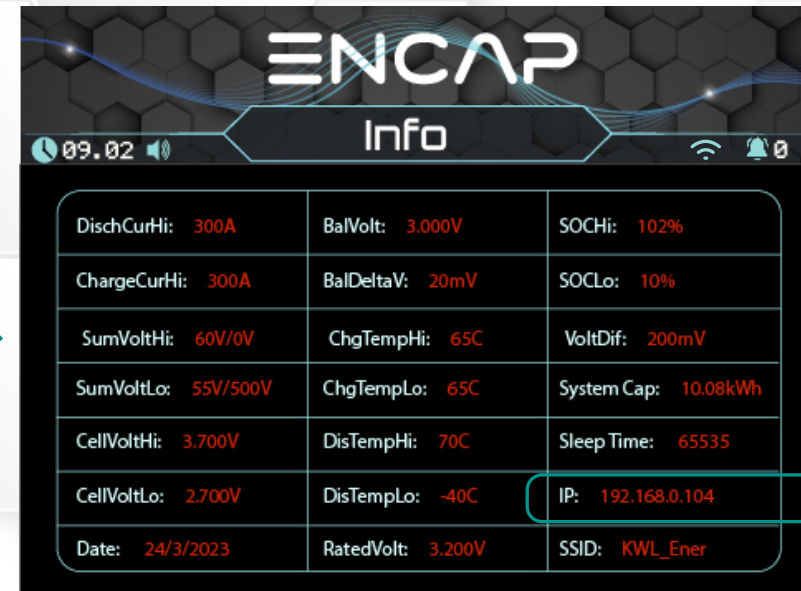 ENCAP
Info
09.02
0
DischCurHi: 300A
BalVolt: 3.000V
SOCHi: 102%
ChargeCurHi: 300A
BalDeltaV: 20mV
SOCLo: 10%
SumVoltHi: 60V/0V
ChgTempHi: 65C
VoltDif: 200mV
SumVoltLo: 55V/500V
ChgTempLo: 65C
System Cap: 10.08kWh
CellVoltHi: 3.700V
DisTempHi: 70C
Sleep Time: 65535
CellVoltLo: 2.700V
DisTempLo: -40C
IP: 192.168.0.104
Date: 24/3/2023
RatedVolt: 3.200V
SSID: KWL_Ener